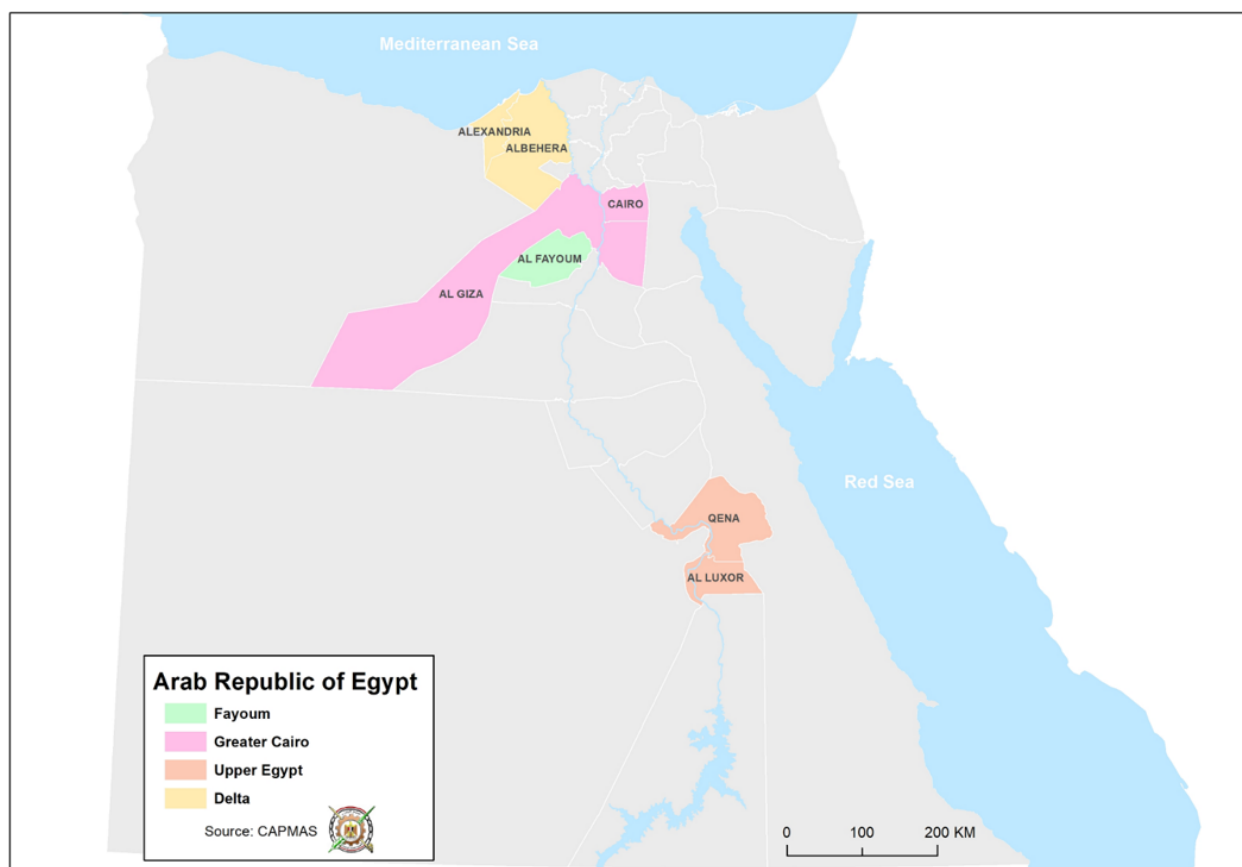 Mediterranean Sea
ALEXANDRIA
ALBEHERA
CAIRO
AL FAYOUM
AL GIZA
Red Sea
QENA
AL LUXOR
Arab Republic of Egypt
Fayoum
Greater Cairo
Upper Egypt
Delta
Source: CAPMAS
0 100 200 KM